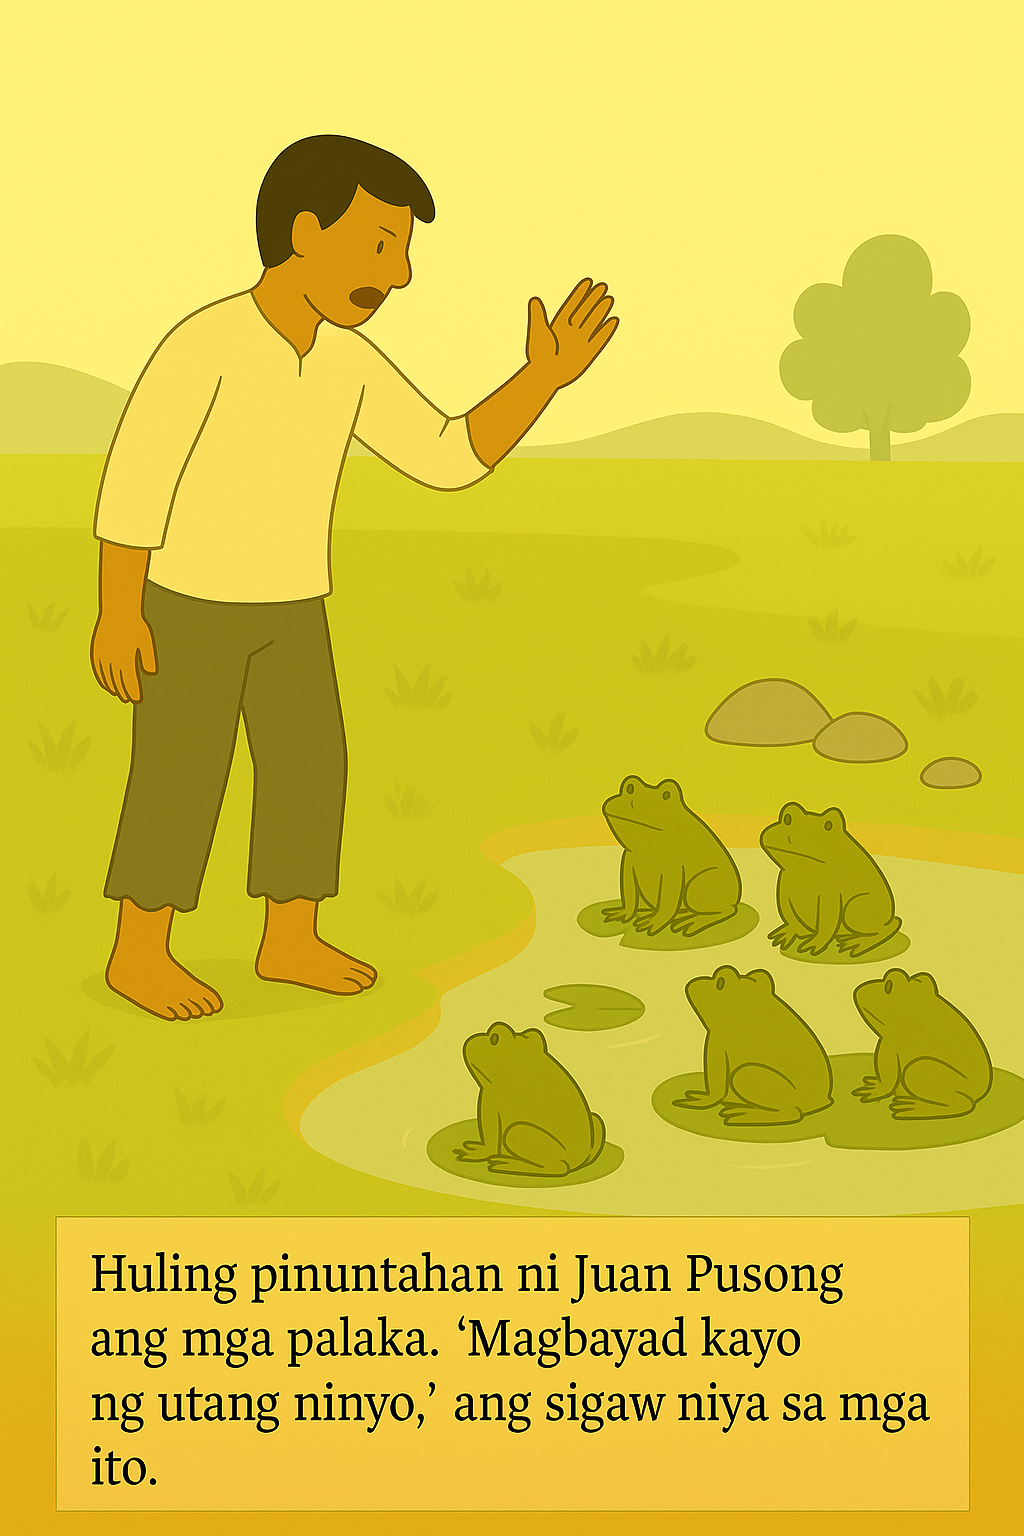 Huling pinuntahan ni Juan Pusong
ang mga palaka. ‘Magbayad kayo
ng utang ninyo,’ ang sigaw niya sa mga
ito.